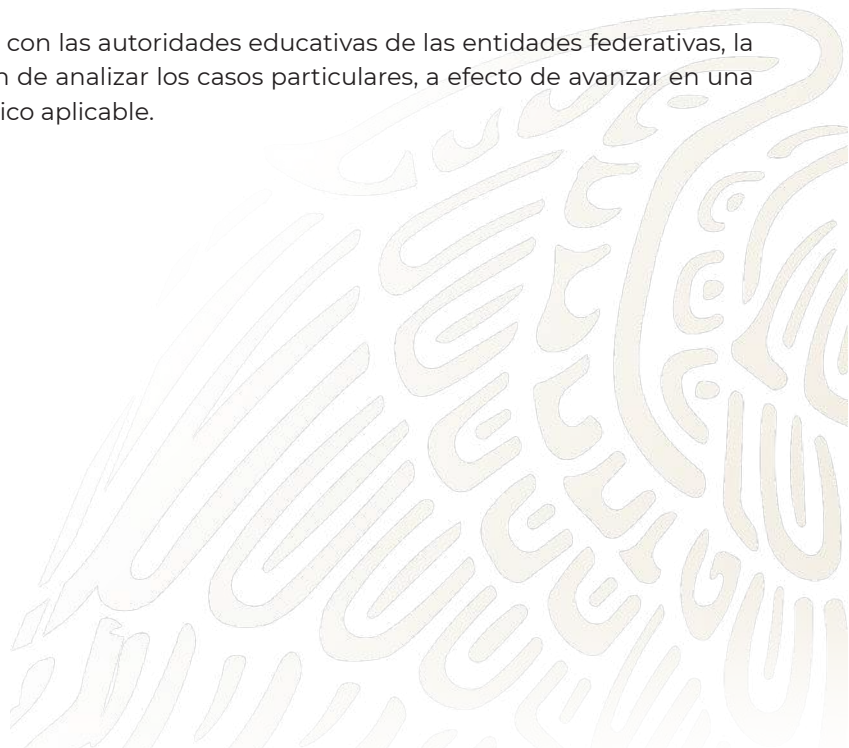 con las autoridades educativas de las entidades federativas, la
de analizar los casos particulares, a efecto de avanzar en una
ico aplicable.